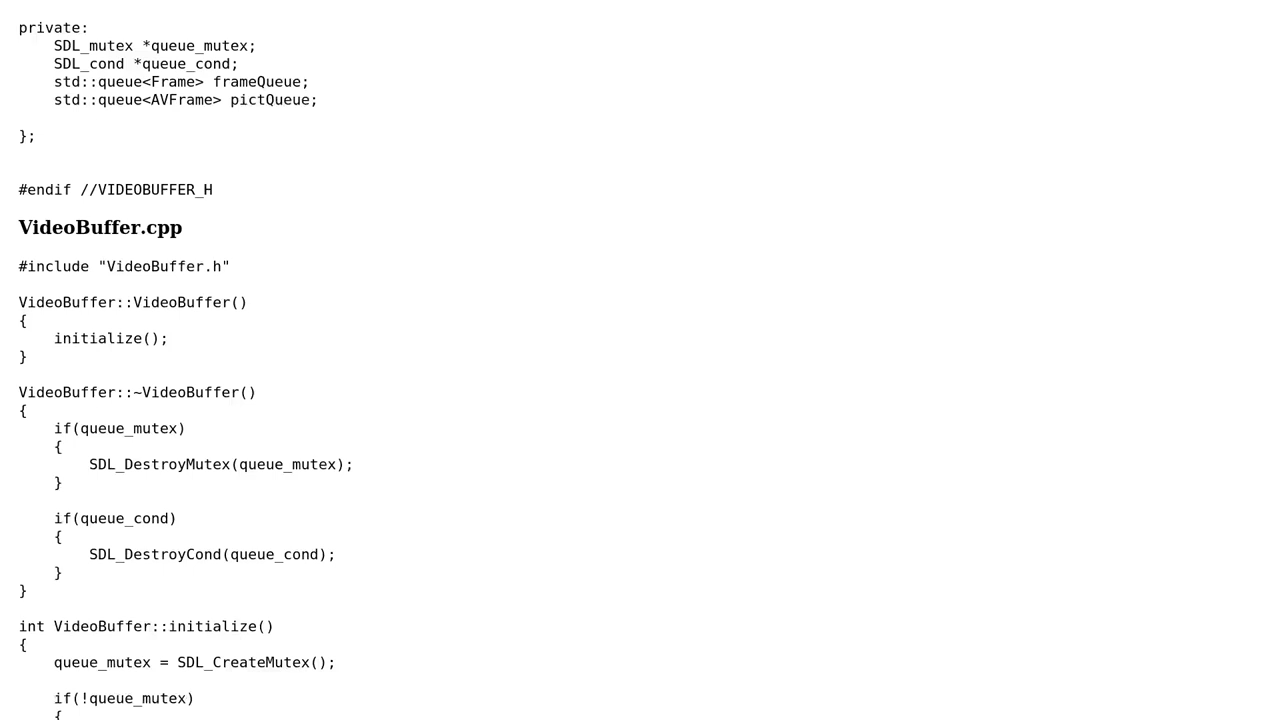 private:
    SDL_mutex *queue_mutex;
    SDL_cond *queue_cond;
    std::queue<Frame> frameQueue;
    std::queue<AVFrame> pictQueue;

};

#endif //VIDEOBUFFER_H
VideoBuffer.cpp
#include "VideoBuffer.h"

VideoBuffer::VideoBuffer()
{
    initialize();
}

VideoBuffer::~VideoBuffer()
{
    if(queue_mutex)
    {
        SDL_DestroyMutex(queue_mutex);
    }

    if(queue_cond)
    {
        SDL_DestroyCond(queue_cond);
    }
}

int VideoBuffer::initialize()
{
    queue_mutex = SDL_CreateMutex();

    if(!queue_mutex)
    {